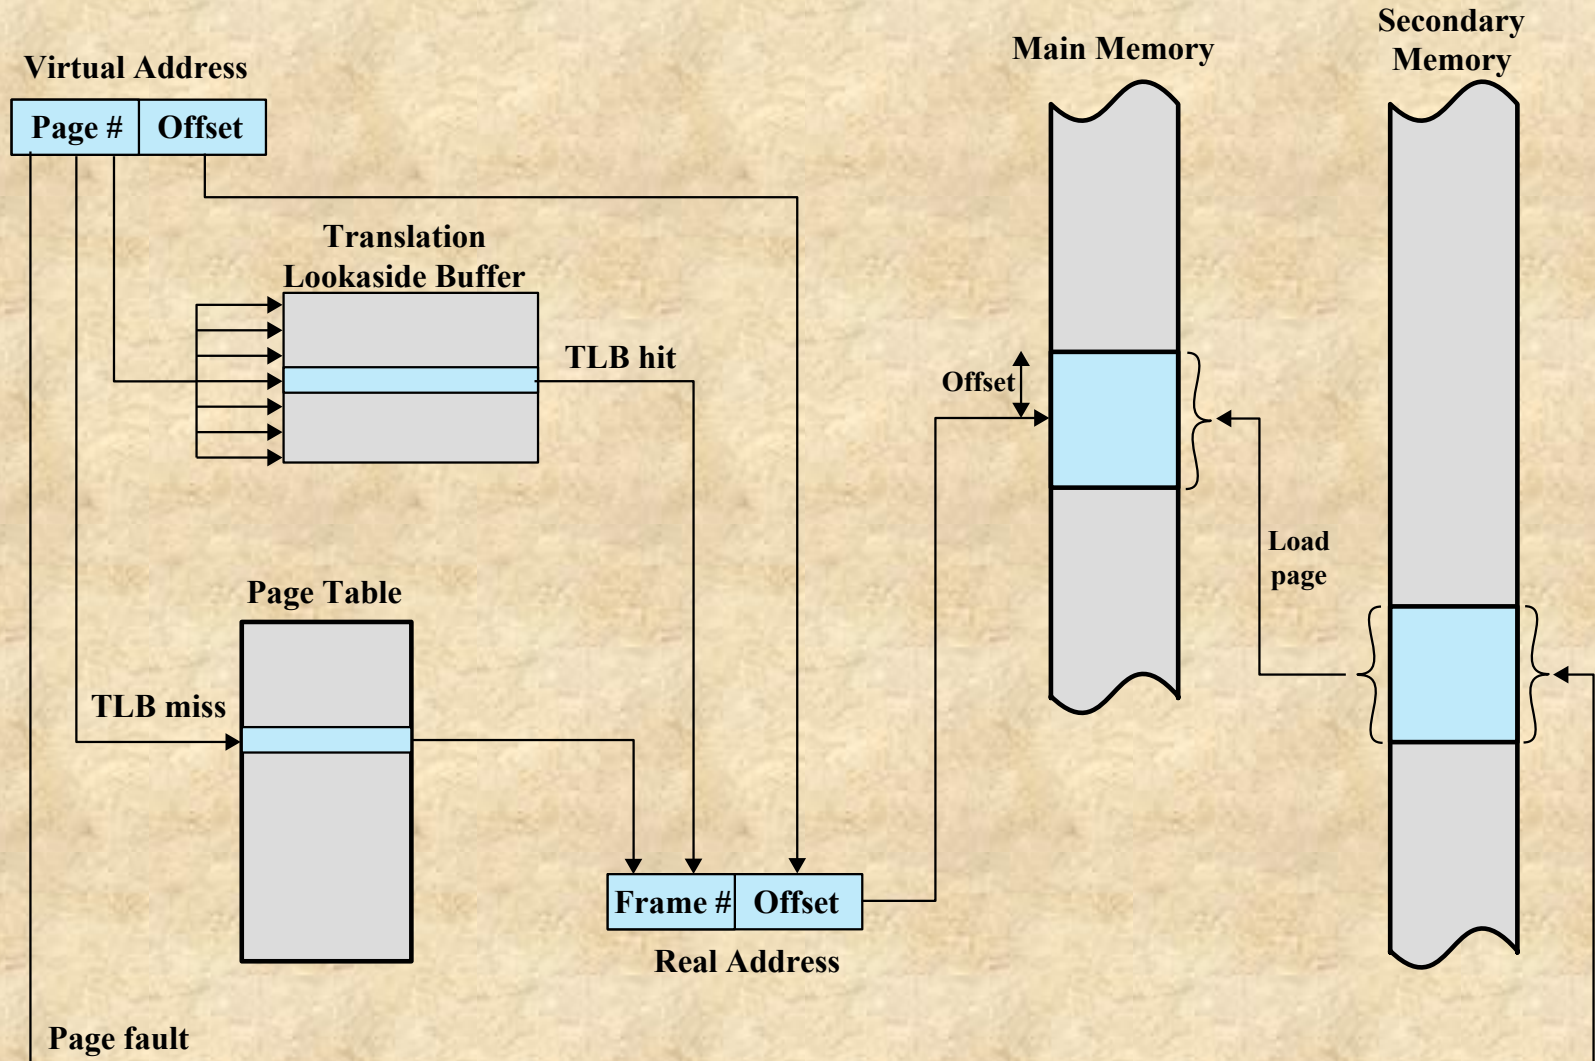 Secondary
Memory
Main Memory
Virtual Address
Page #
Offset
Translation
Lookaside Buffer
TLB hit
Offset
Load
page
Page Table
TLB miss
Frame #
Offset
Real Address
Page fault